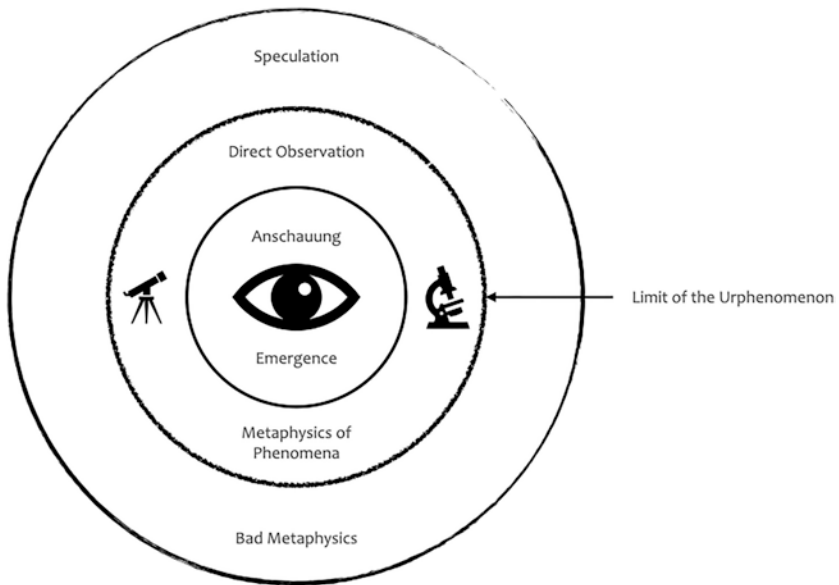 Speculation
Direct Observation
Anschauung
Limit of the Urphenomenon
Emergence
Metaphysics of
Phenomena
Bad Metaphysics